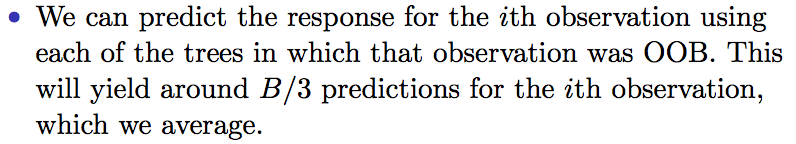 • We can predict the response for the ith observation using
each of the trees in which that observation was OOB. This
will yield around B/3 predictions for the ith observation,
which we average.